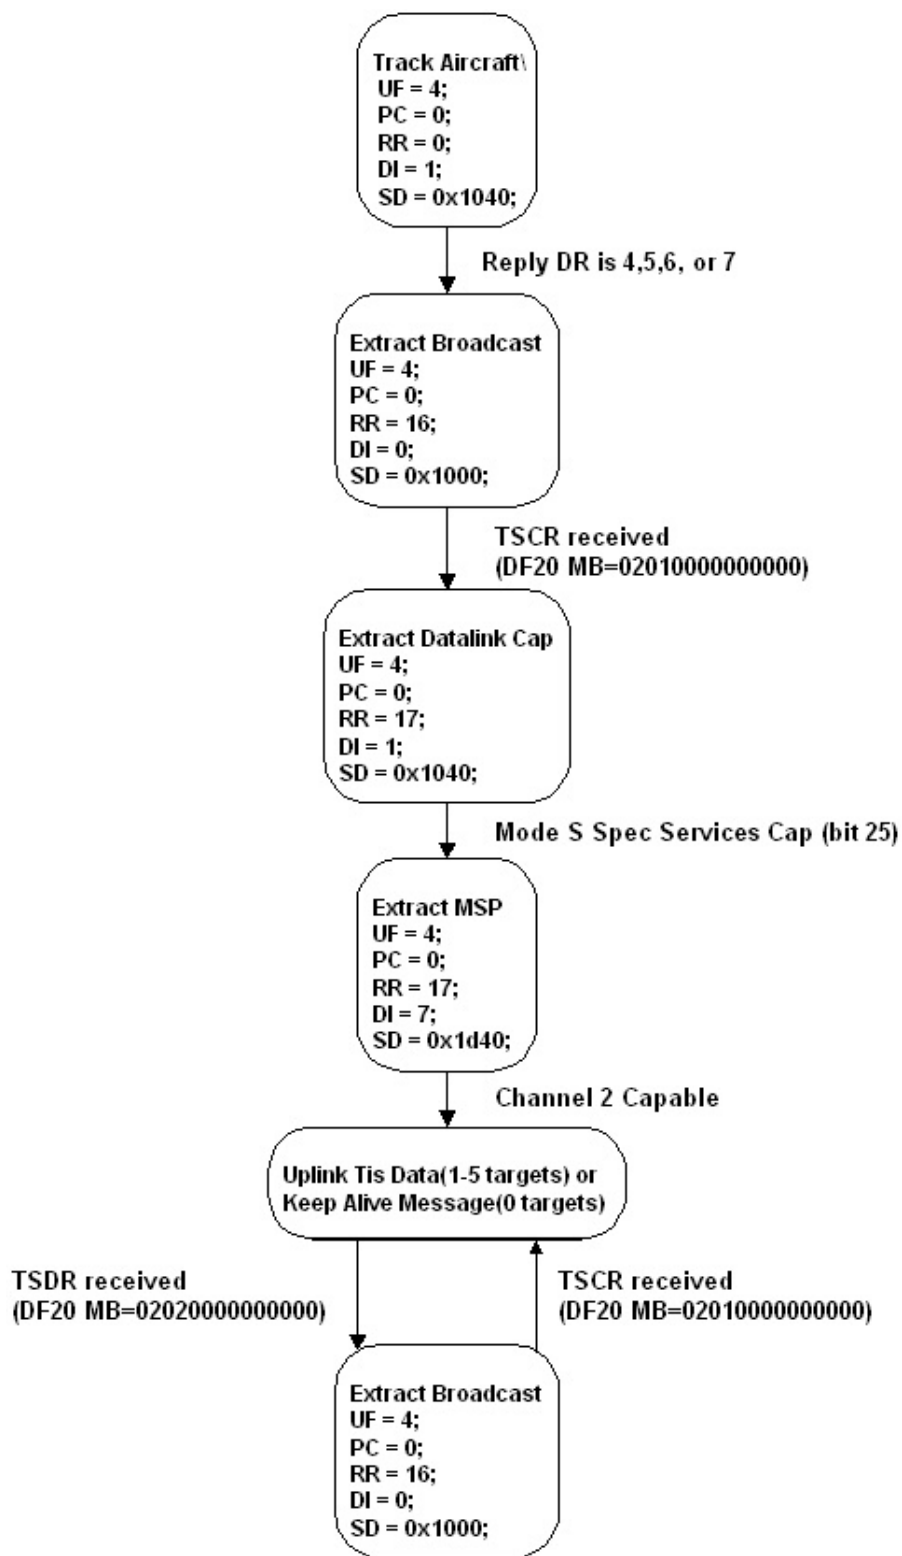 Track Aircraft\
UF = 4;
PC = 0;
RR = 0;
DI = 1;
SD = 0x1040;
Reply DR is 4,5,6, or 7
Extract Broadcast
UF = 4;
PC = 0;
RR = 16;
DI = 0;
SD = 0x1000;
TSCR received
(DF20 MB=02010000000000)
Extract Datalink Cap
UF = 4;
PC = 0;
RR = 17;
DI = 1;
SD = 0x1040;
Mode S Spec Services Cap (bit 25)
Extract MSP
UF = 4;
PC = 0;
RR = 17;
DI = 7;
SD = 0x1d40;
Channel 2 Capable
Uplink Tis Data(1-5 targets) or
Keep Alive Message(0 targets)
TSDR received
(DF20 MB=02020000000000)
TSCR received
(DF20 MB=02010000000000)
Extract Broadcast
UF = 4;
PC = 0;
RR = 16;
DI = 0;
SD = 0x1000;